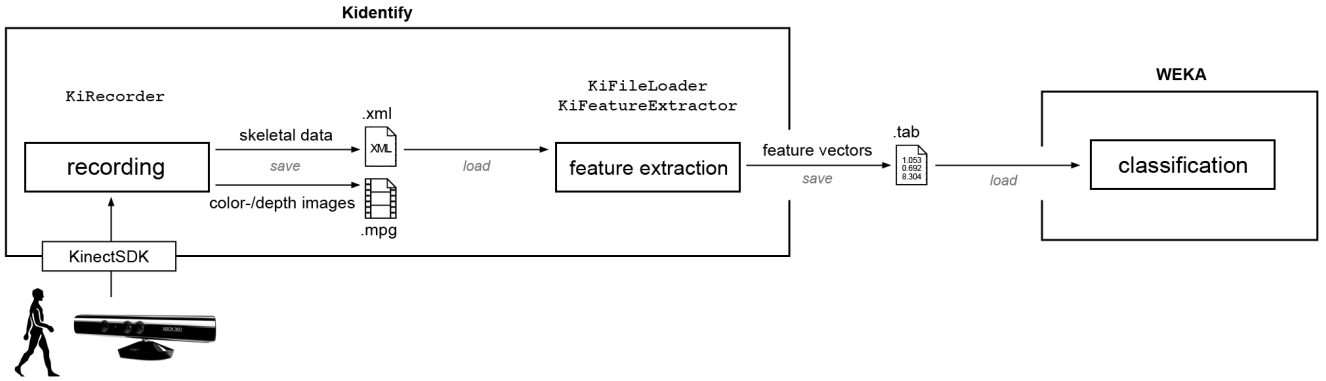 Kidentify
WEKA
KiRecorder
KiFileLoader
KiFeatureExtractor
.xml
skeletal data
XML
save
load
recording
feature extraction
feature vectors
save
.tab
1.053
0.692
8.304
load
classification
color-/depth images
.mpg
KinectSDK
XBOX360